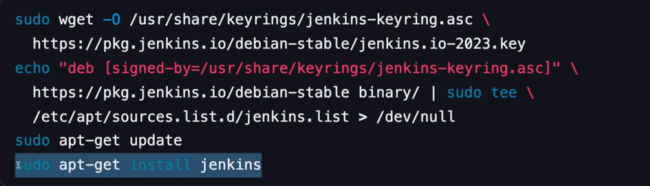 sudo wget -O /usr/share/keyrings/jenkins-keyring.asc \
https://pkg.jenkins.io/debian-stable/jenkins.io-2023.key
echo "deb [signed-by=/usr/share/keyrings/jenkins-keyring.asc]" \
https://pkg.jenkins.io/debian-stable binary/ | sudo tee \
/etc/apt/sources.list.d/jenkins.list > /dev/null
sudo apt-get update
sudo apt-get install jenkins